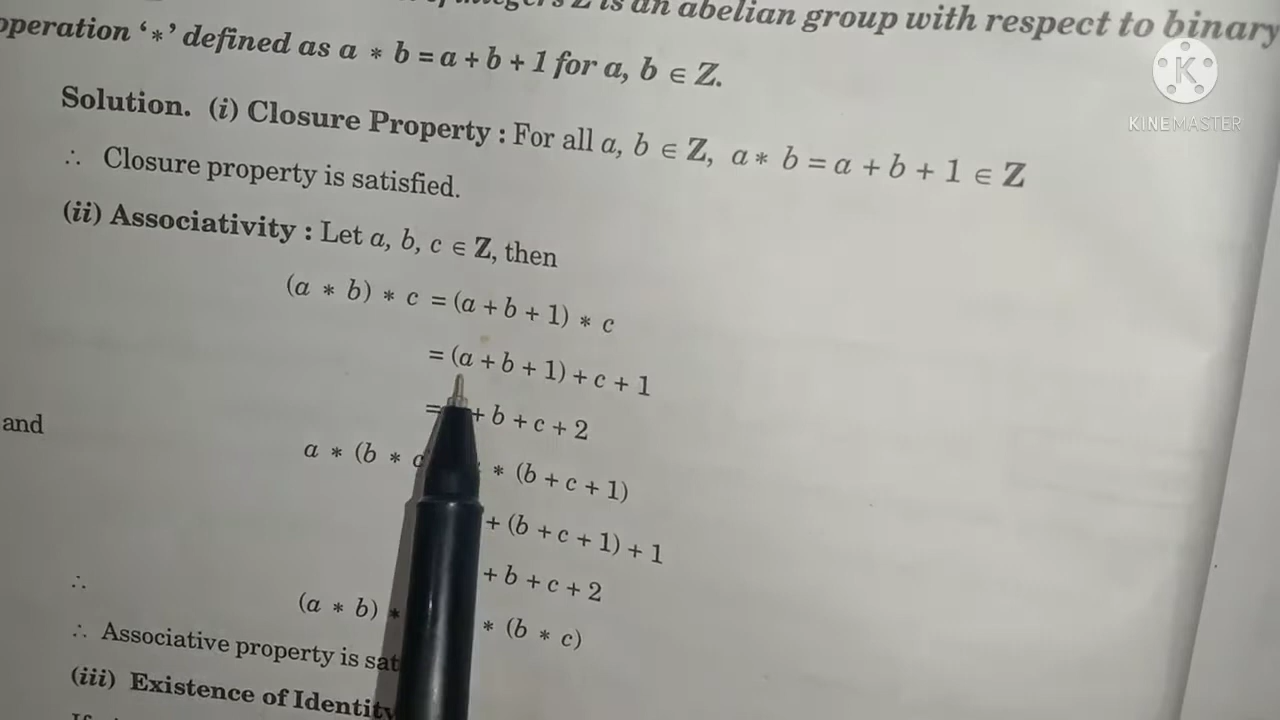 integers Z is an abelian group with respect to binary
operation ‘*’ defined as a * b = a + b + 1 for a, b ∈ Z.
Solution. (i) Closure Property : For all a, b ∈ Z, a * b = a + b + 1 ∈ Z
∴ Closure property is satisfied.
(ii) Associativity : Let a, b, c ∈ Z, then
(a * b) * c = (a + b + 1) * c
= (a + b + 1) + c + 1
= + b + c + 2
and a * (b * c * (b + c + 1)
+ (b + c + 1) + 1
+ b + c + 2
∴ (a * b) * * (b * c)
∴ Associative property is
(iii) Existence of Identity
KINEMASTER